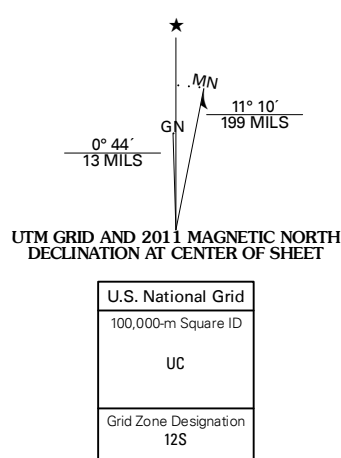 ★
MN
11° 10´
199 MILS
GN
0° 44´
13 MILS
UTM GRID AND 2011 MAGNETIC NORTH
DECLINATION AT CENTER OF SHEET
U.S. National Grid
100,000-m Square ID
UC
Grid Zone Designation
12S